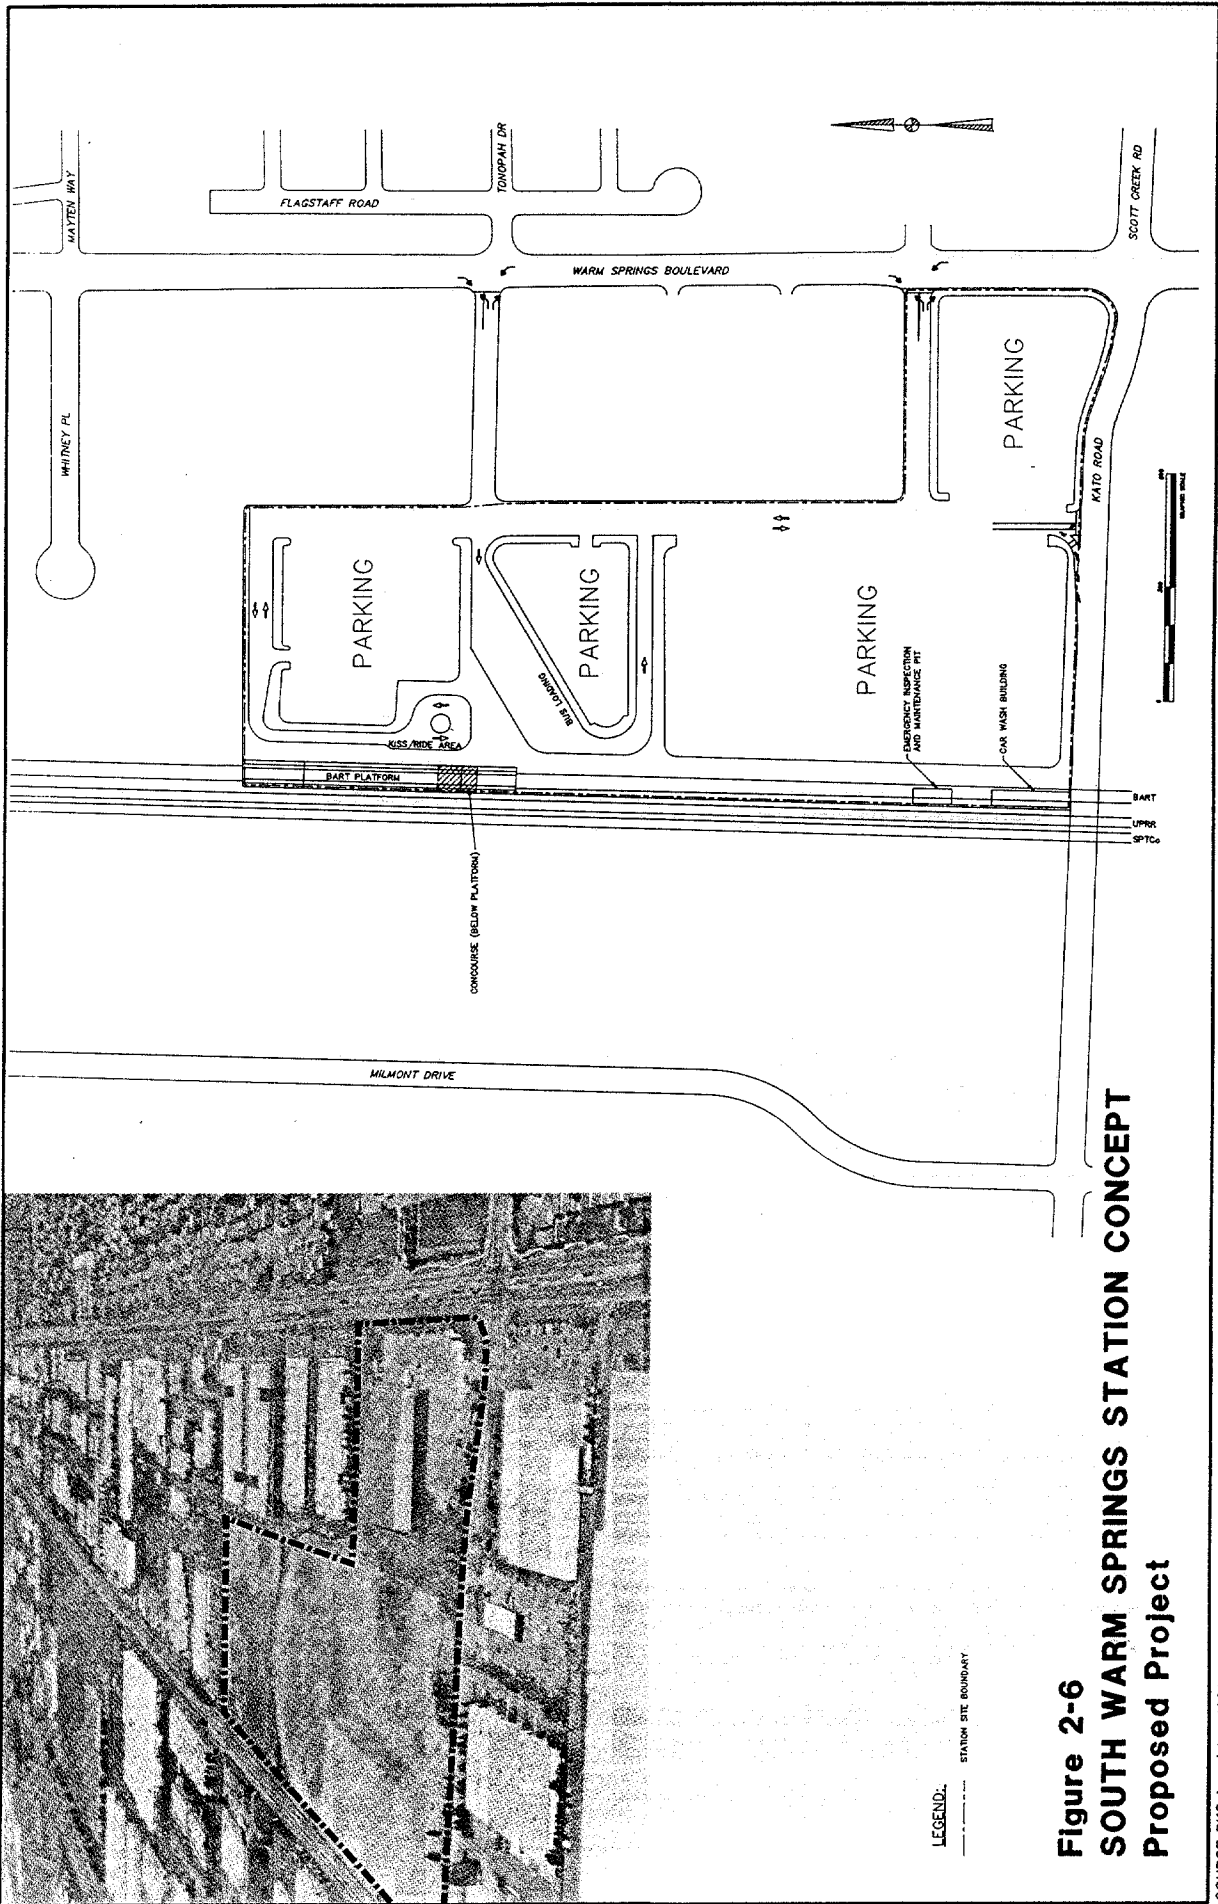 MAYTEN WAY
TONOPAH DR
FLAGSTAFF ROAD
SCOTT CREEK RD
WARM SPRINGS BOULEVARD
WHITNEY PL
PARKING
PARKING
PARKING
PARKING
KATO ROAD
BUS LOADING
KISS/RIDE AREA
EMERGENCY INSPECTION
AND MAINTENANCE PIT
CAR WASH BUILDING
BART PLATFORM
BART
UPRR
SPTCo
CONCOURSE (BELOW PLATFORM)
MILMONT DRIVE
0
LEGEND:
STATION SITE BOUNDARY
Figure 2-6
SOUTH WARM SPRINGS STATION CONCEPT
Proposed Project